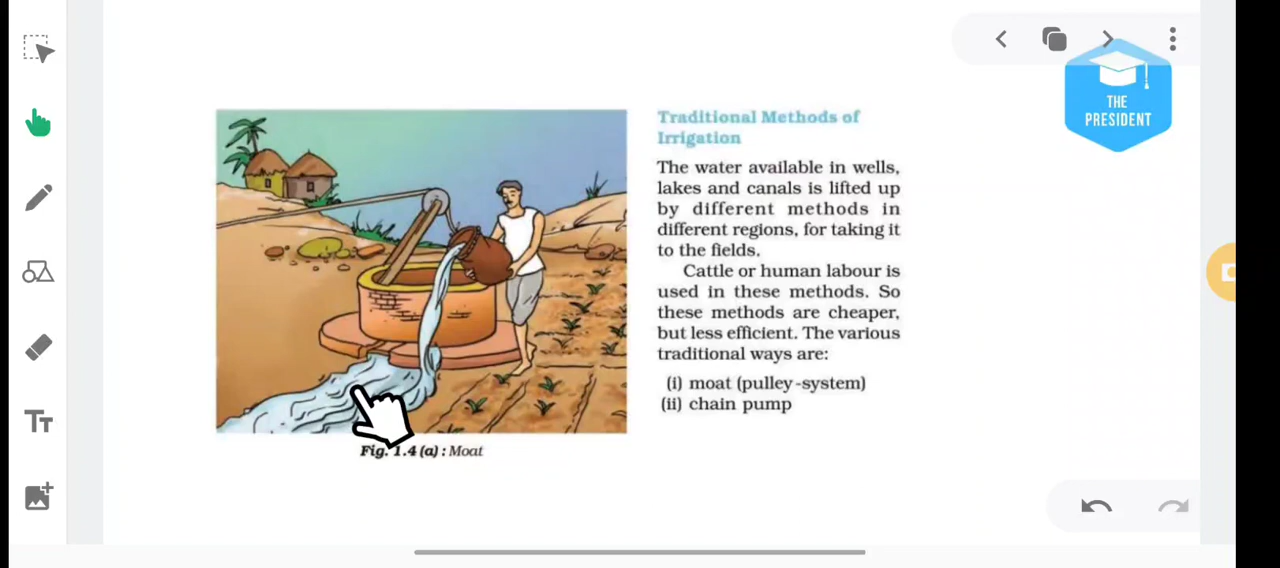 THE
PRESIDENT
Traditional Methods of
Irrigation
The water available in wells,
lakes and canals is lifted up
by different methods in
different regions, for taking it
to the fields.
Cattle or human labour is
used in these methods. So
these methods are cheaper,
but less efficient. The various
traditional ways are:
(i) moat (pulley-system)
(ii) chain pump
Fig. 1.4 (a) : Moat
Tт